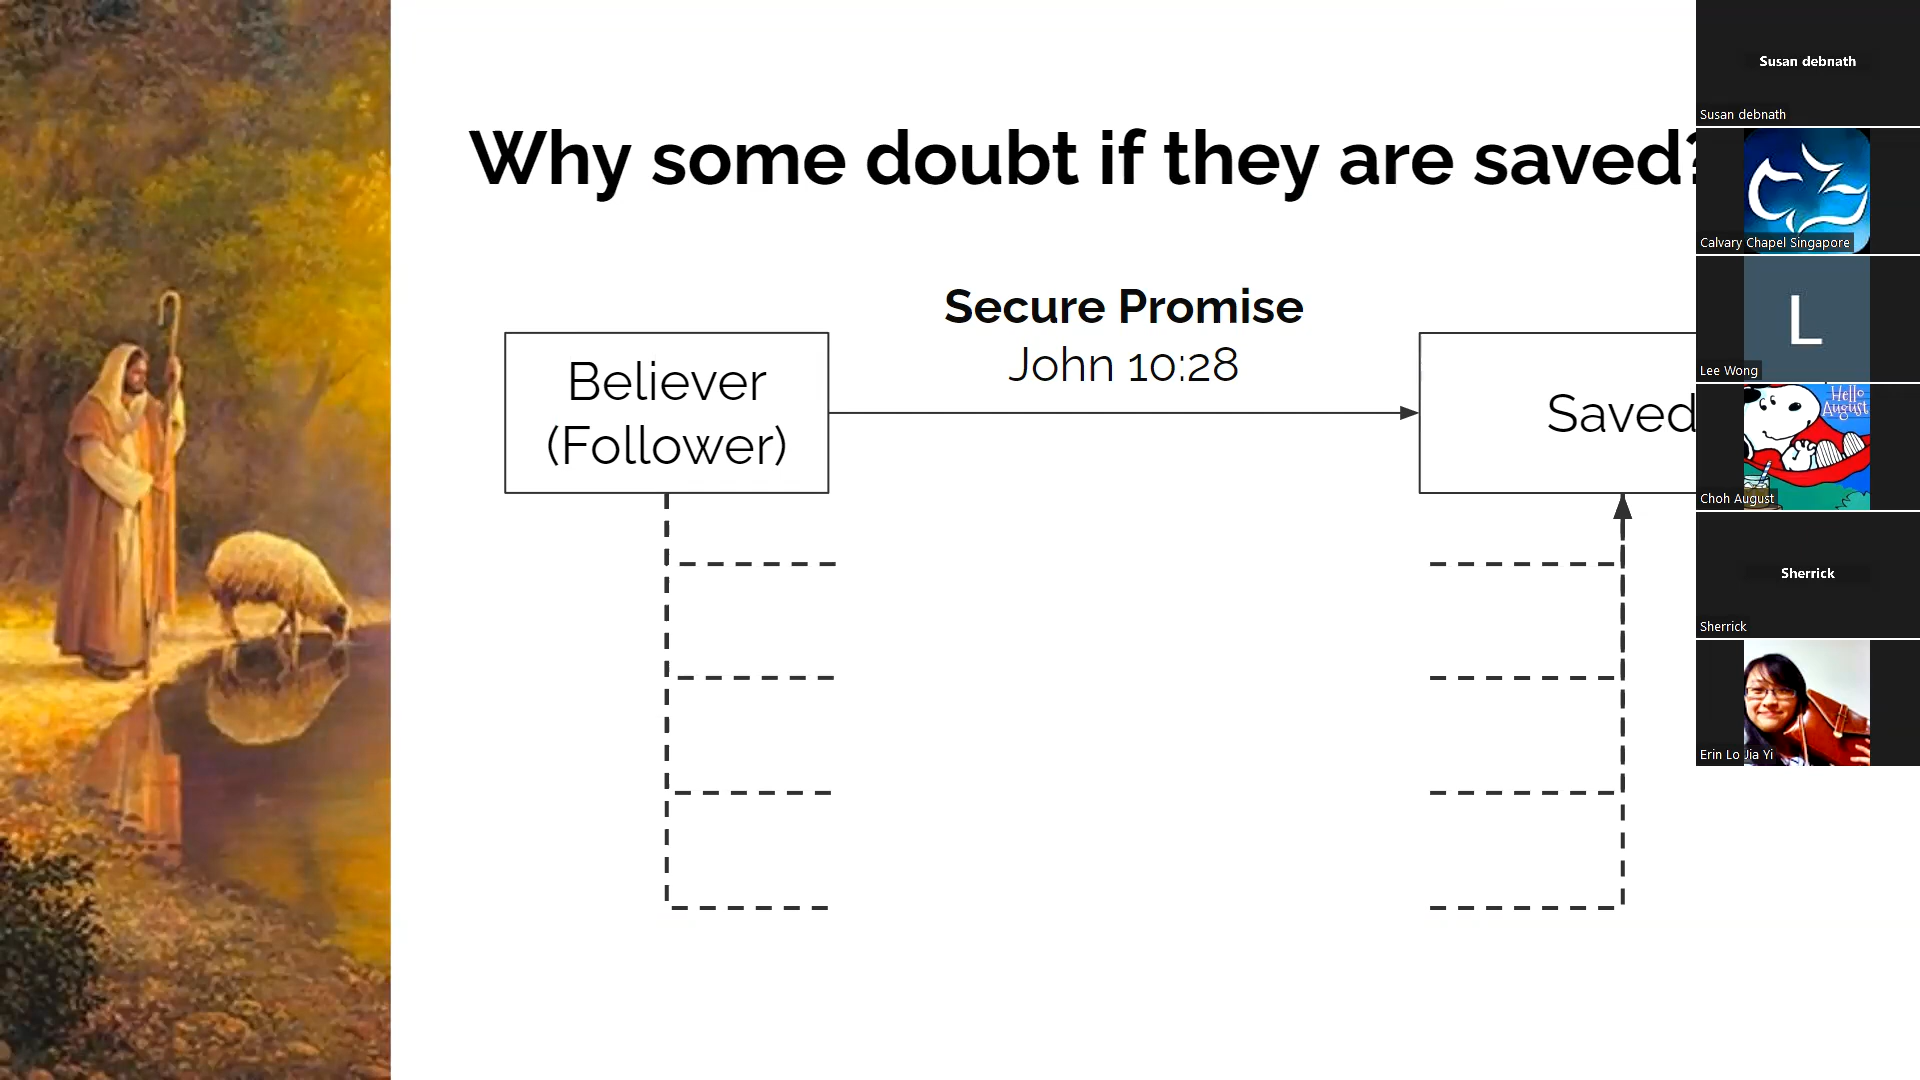 Why some doubt if they are saved?
Secure Promise
John 10:28
Believer
(Follower)
Saved
Susan debnath
Susan debnath
Calvary Chapel Singapore
L
Lee Wong
Hello
August
Choh August
Sherrick
Sherrick
Erin Lo Jia Yi